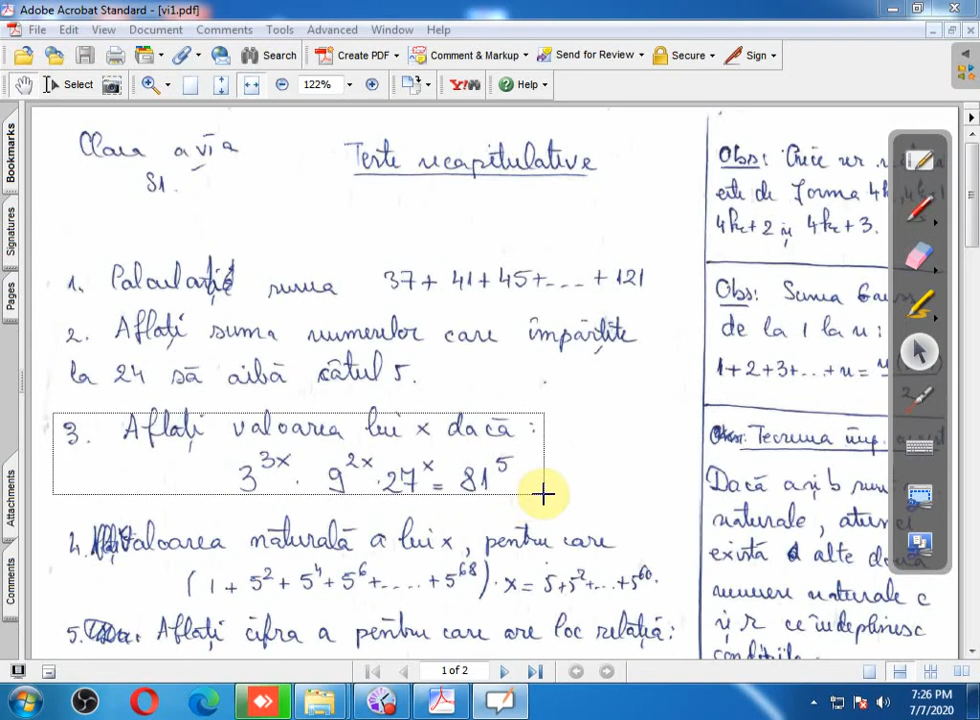 Adobe Acrobat Standard - [vi1.pdf]
File Edit View Document Comments Tools Advanced Window Help
Search Create PDF Comment & Markup Send for Review Secure Sign
Select 122% Y! Help
Bookmarks
Signatures
Pages
Attachments
Comments
Clasa a VI a
S1.
Teste recapitulative
1. Calculați suma 37+ 41+45+....+121
2. Aflați suma numerelor care împărțite
la 24 să aibă câtul 5.
3. Aflați valoarea lui x dacă :
3^3x · 9^2x · 27^x = 81^5
4. valoarea naturală a lui x, pentru care
(1 + 5^2 + 5^4 + 5^6 +.....+ 5^68) · x = 5+5^2+...+5^60.
5. Aflați cifra a pentru care are loc relația:
Obs: Orice nr
este de forma 4k, 4k+1
4k+2 și 4k+3.
Obs: Suma Gauss
de la 1 la n :
1+2+3+...+n =
Teorema împ.
Dacă a și b sunt
naturale, atunci
există alte două
numere naturale c
și r ce îndeplinesc
condițiile
1 of 2
7:26 PM
7/7/2020